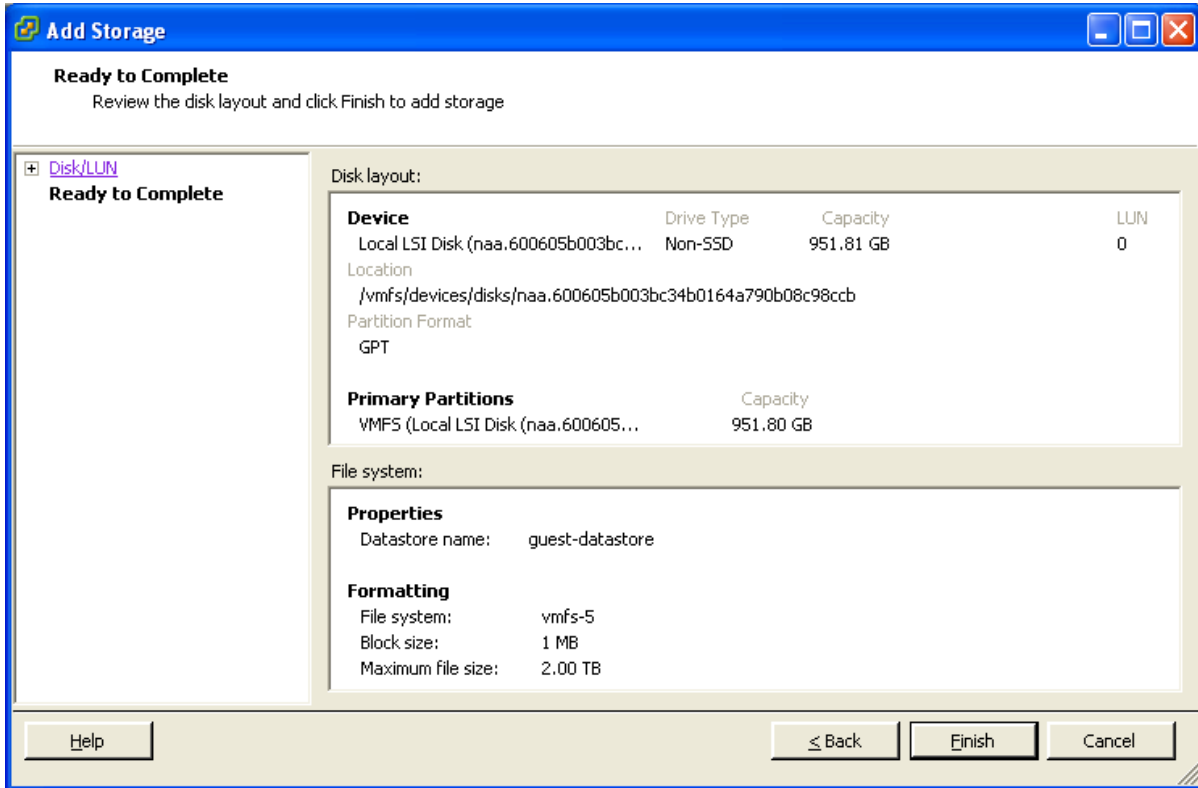 Add Storage
Ready to Complete
Review the disk layout and click Finish to add storage
Disk/LUN
Ready to Complete
Disk layout:
Device Drive Type Capacity LUN
Local LSI Disk (naa.600605b003bc... Non-SSD 951.81 GB 0
Location
/vmfs/devices/disks/naa.600605b003bc34b0164a790b08c98ccb
Partition Format
GPT
Primary Partitions Capacity
VMFS (Local LSI Disk (naa.600605... 951.80 GB
File system:
Properties
Datastore name: guest-datastore
Formatting
File system: vmfs-5
Block size: 1 MB
Maximum file size: 2.00 TB
Help ≤ Back Finish Cancel